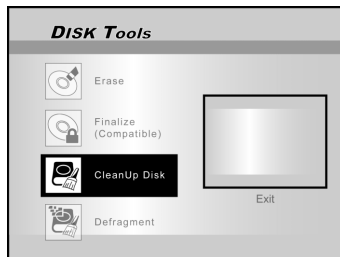 DISK TOOLS
Erase
Finalize
(Compatible)
CleanUp Disk
Defragment
Exit